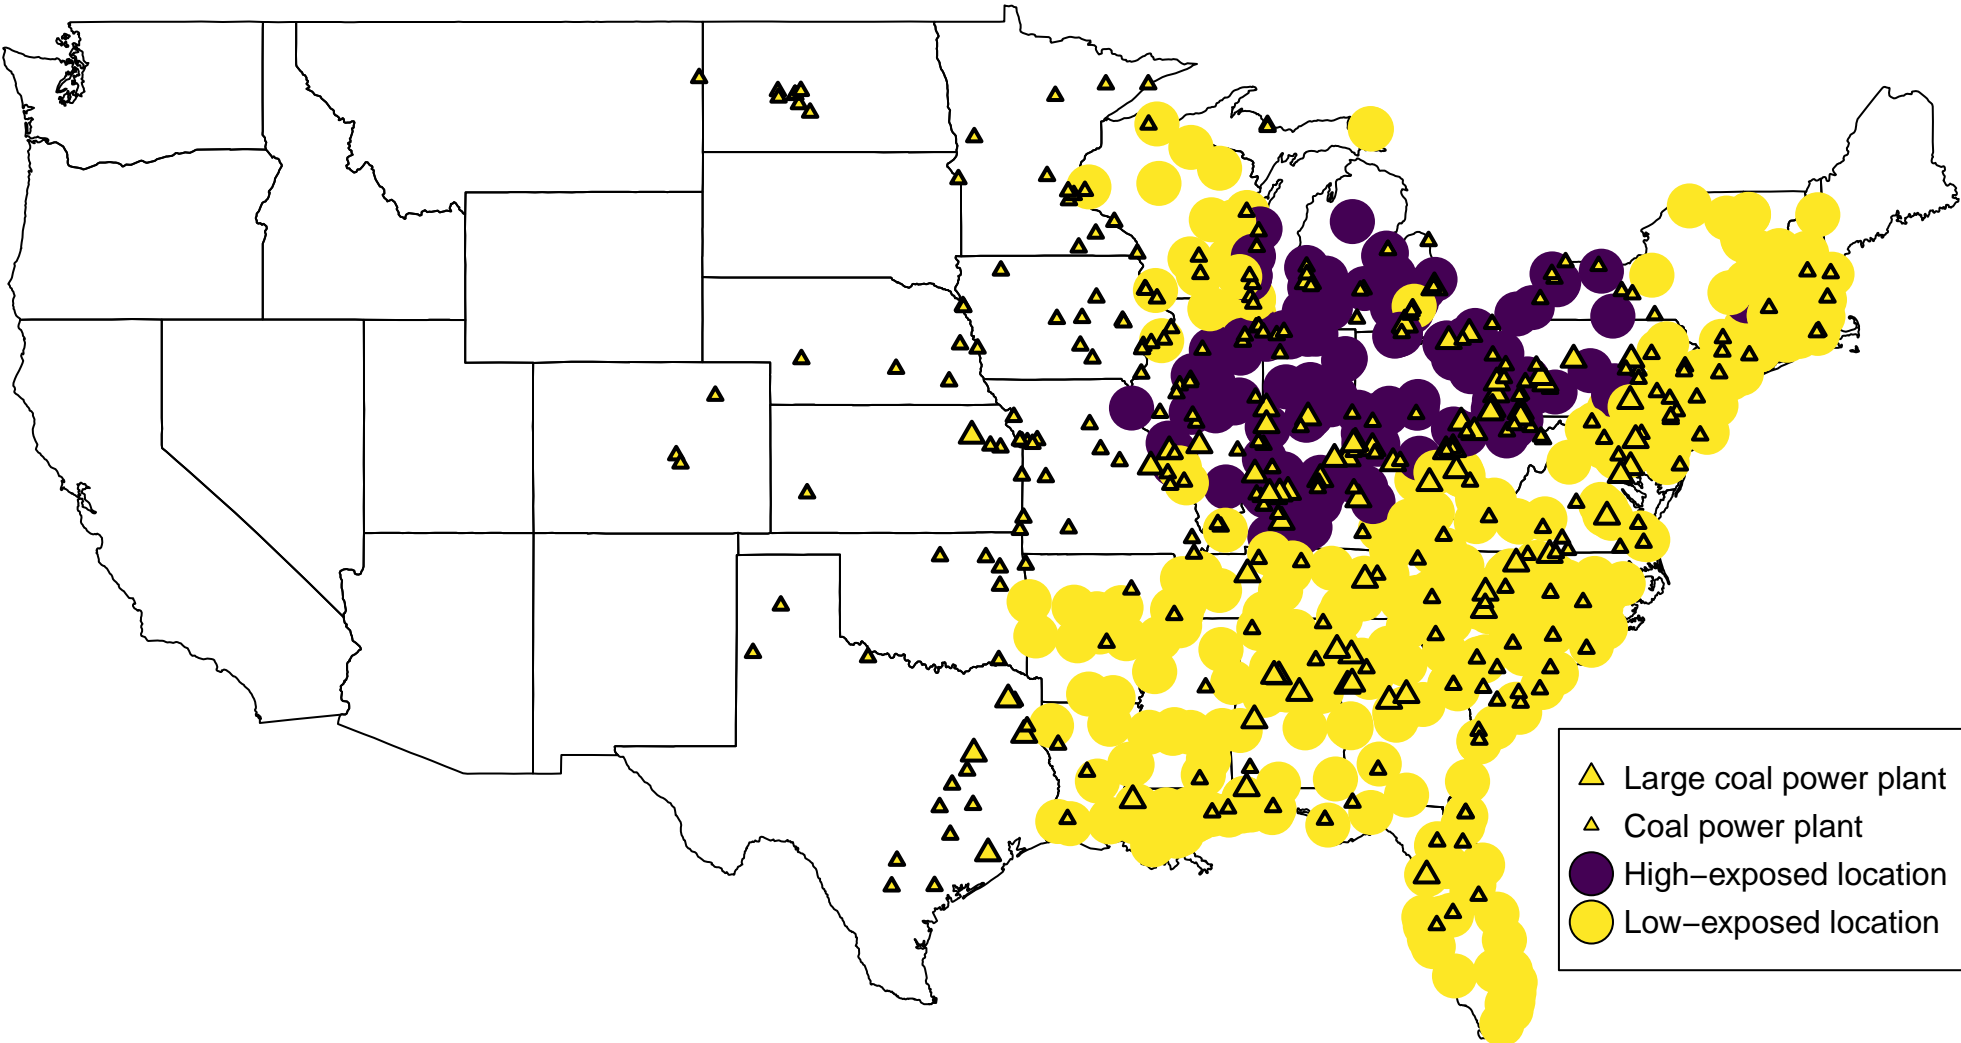 Large coal power plant
Coal power plant
High−exposed location
Low−exposed location